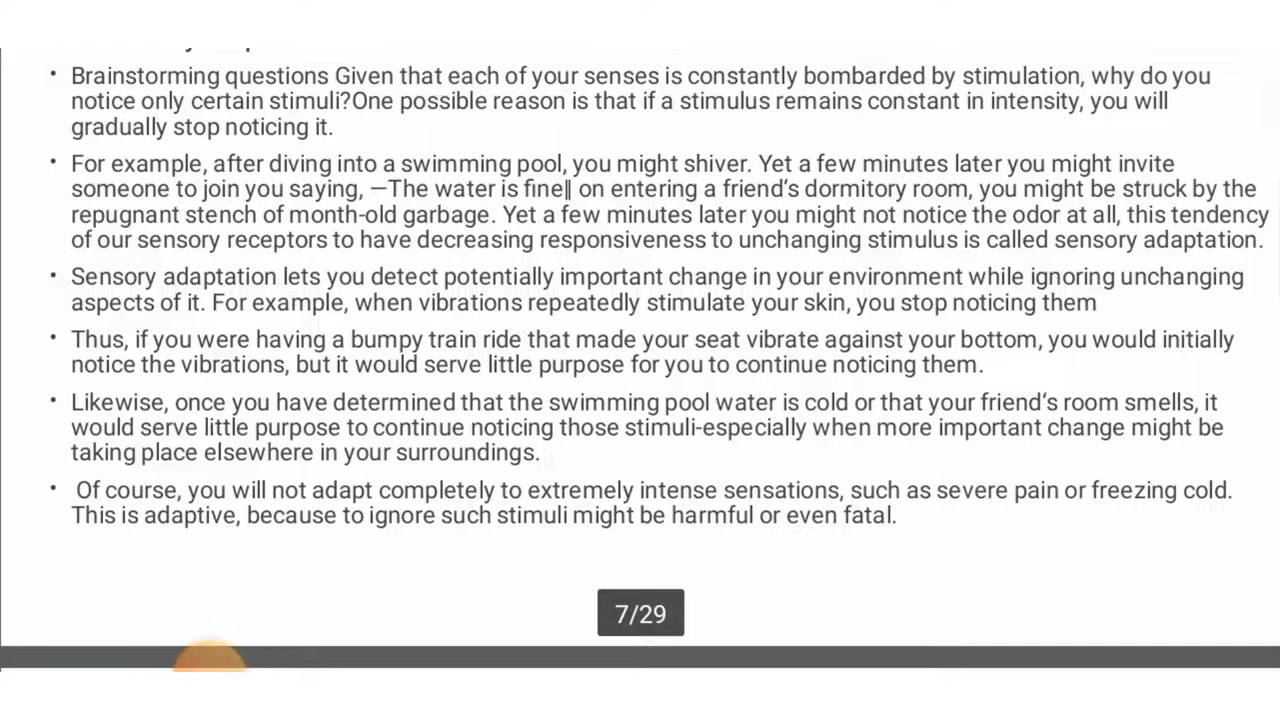 • Brainstorming questions Given that each of your senses is constantly bombarded by stimulation, why do you
notice only certain stimuli?One possible reason is that if a stimulus remains constant in intensity, you will
gradually stop noticing it.
• For example, after diving into a swimming pool, you might shiver. Yet a few minutes later you might invite
someone to join you saying, ―The water is fine‖ on entering a friend‘s dormitory room, you might be struck by the
repugnant stench of month-old garbage. Yet a few minutes later you might not notice the odor at all, this tendency
of our sensory receptors to have decreasing responsiveness to unchanging stimulus is called sensory adaptation.
• Sensory adaptation lets you detect potentially important change in your environment while ignoring unchanging
aspects of it. For example, when vibrations repeatedly stimulate your skin, you stop noticing them
• Thus, if you were having a bumpy train ride that made your seat vibrate against your bottom, you would initially
notice the vibrations, but it would serve little purpose for you to continue noticing them.
• Likewise, once you have determined that the swimming pool water is cold or that your friend‘s room smells, it
would serve little purpose to continue noticing those stimuli-especially when more important change might be
taking place elsewhere in your surroundings.
• Of course, you will not adapt completely to extremely intense sensations, such as severe pain or freezing cold.
This is adaptive, because to ignore such stimuli might be harmful or even fatal.
7/29